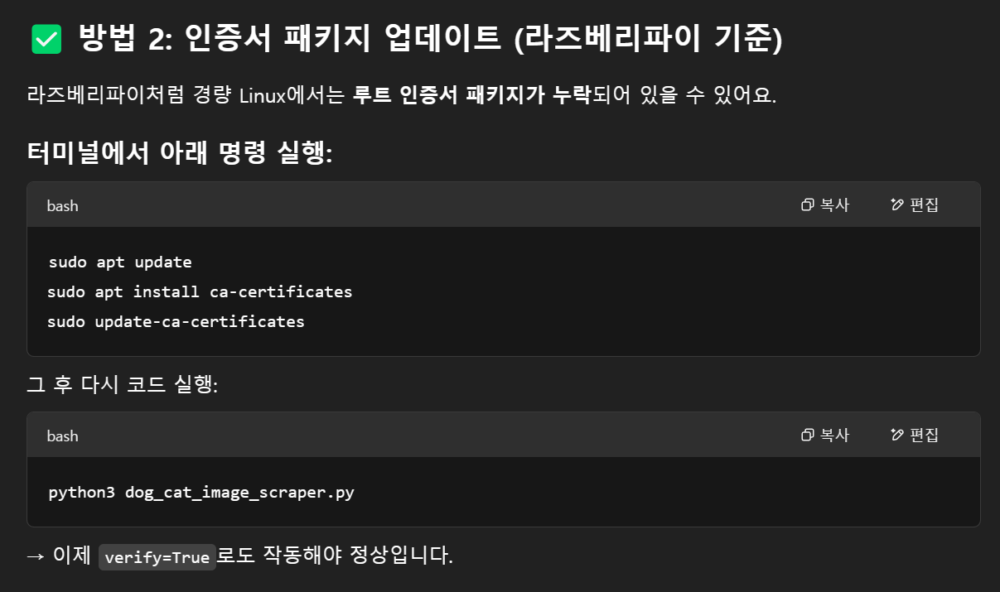 ✅ 방법 2: 인증서 패키지 업데이트 (라즈베리파이 기준)
라즈베리파이처럼 경량 Linux에서는 루트 인증서 패키지가 누락되어 있을 수 있어요.
터미널에서 아래 명령 실행:
bash 복사 편집
sudo apt update
sudo apt install ca-certificates
sudo update-ca-certificates
그 후 다시 코드 실행:
bash 복사 편집
python3 dog_cat_image_scraper.py
→ 이제 verify=True로도 작동해야 정상입니다.